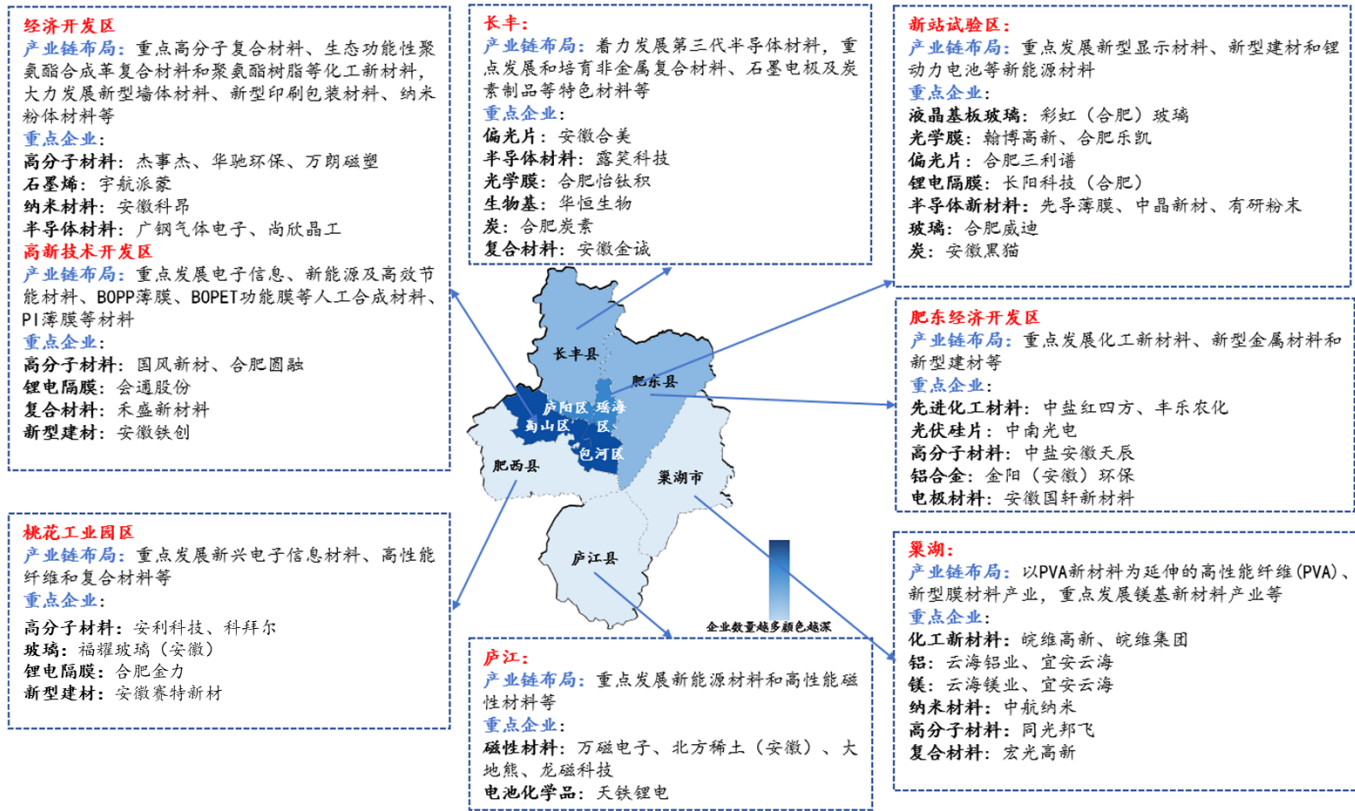 经济开发区
产业链布局：重点高分子复合材料、生态功能性聚
氨酯合成革复合材料和聚氨酯树脂等化工新材料，
大力发展新型墙体材料、新型印刷包装材料、纳米
粉体材料等
重点企业：
高分子材料：杰事杰、华驰环保、万朗磁塑
石墨烯：宇航派蒙
纳米材料：安徽科昂
半导体材料：广钢气体电子、尚欣晶工
高新技术开发区
产业链布局：重点发展电子信息、新能源及高效节
能材料、BOPP薄膜、BOPET功能膜等人工合成材料、
PI薄膜等材料
重点企业：
高分子材料：国风新材、合肥圆融
锂电隔膜：会通股份
复合材料：禾盛新材料
新型建材：安徽铁创
长丰：
产业链布局：着力发展第三代半导体材料，重
点发展和培育非金属复合材料、石墨电极及炭
素制品等特色材料等
重点企业：
偏光片：安徽合美
半导体材料：露笑科技
光学膜：合肥怡钛积
生物基：华恒生物
炭：合肥炭素
复合材料：安徽金诚
新站试验区：
产业链布局：重点发展新型显示材料、新型建材和锂
动力电池等新能源材料
重点企业：
液晶基板玻璃：彩虹（合肥）玻璃
光学膜：翰博高新、合肥乐凯
偏光片：合肥三利谱
锂电隔膜：长阳科技（合肥）
半导体新材料：先导薄膜、中晶新材、有研粉末
玻璃：合肥威迪
炭：安徽黑猫
肥东经济开发区
产业链布局：重点发展化工新材料、新型金属材料和
新型建材等
重点企业：
先进化工材料：中盐红四方、丰乐农化
光伏硅片：中南光电
高分子材料：中盐安徽天辰
铝合金：金阳（安徽）环保
电极材料：安徽国轩新材料
长丰县
肥东县
庐阳区
瑶海
区
蜀山区
包河区
肥西县
巢湖市
庐江县
企业数量越多颜色越深
桃花工业园区
产业链布局：重点发展新兴电子信息材料、高性能
纤维和复合材料等
重点企业：
高分子材料：安利科技、科拜尔
玻璃：福耀玻璃（安徽）
锂电隔膜：合肥金力
新型建材：安徽赛特新材
庐江：
产业链布局：重点发展新能源材料和高性能磁
性材料等
重点企业：
磁性材料：万磁电子、北方稀土（安徽）、大
地熊、龙磁科技
电池化学品：天铁锂电
巢湖：
产业链布局：以PVA新材料为延伸的高性能纤维(PVA)、
新型膜材料产业，重点发展镁基新材料产业等
重点企业：
化工新材料：皖维高新、皖维集团
铝：云海铝业、宜安云海
镁：云海镁业、宜安云海
纳米材料：中航纳米
高分子材料：同光邦飞
复合材料：宏光高新